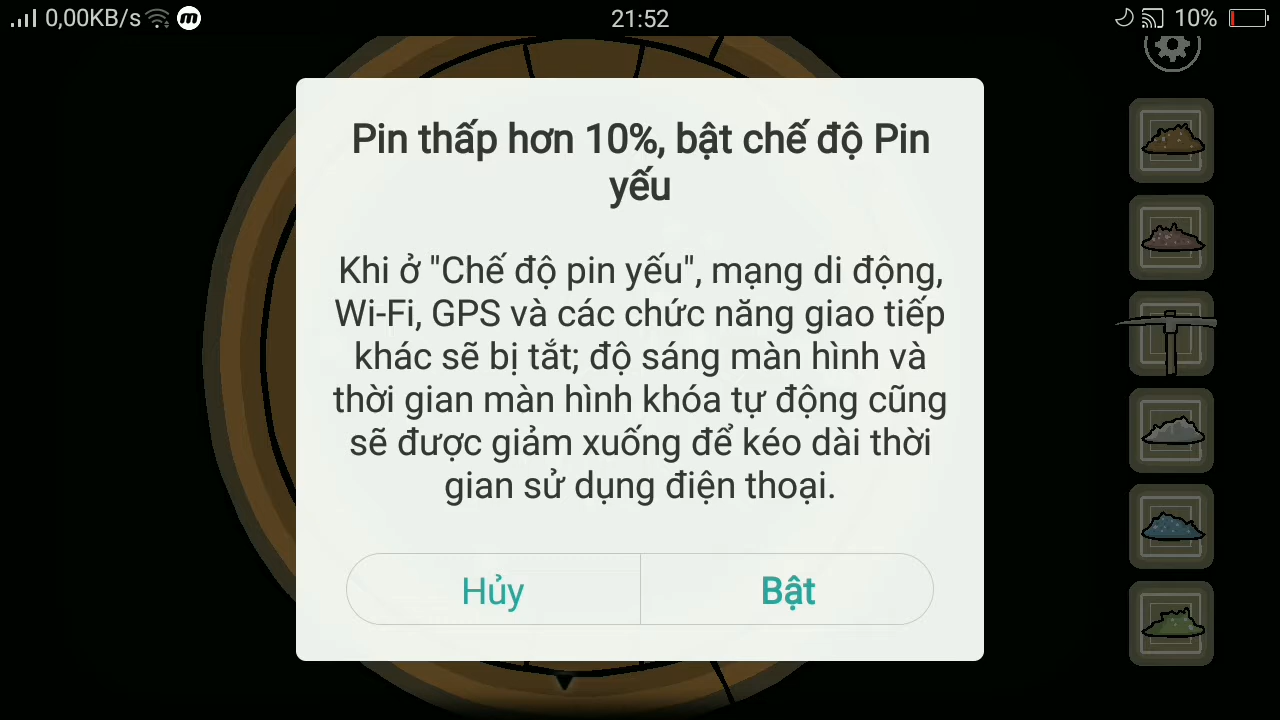 0,00KB/s
21:52
10%
Pin thấp hơn 10%, bật chế độ Pin
yếu
Khi ở "Chế độ pin yếu", mạng di động,
Wi-Fi, GPS và các chức năng giao tiếp
khác sẽ bị tắt; độ sáng màn hình và
thời gian màn hình khóa tự động cũng
sẽ được giảm xuống để kéo dài thời
gian sử dụng điện thoại.
Hủy
Bật